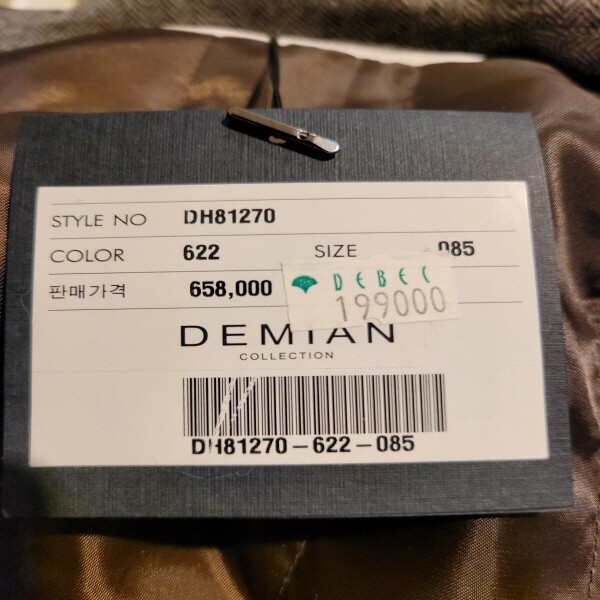 STYLE NO DH81270
COLOR 622 SIZE 085
판매가격 658,000
DEBEC
199000
DEMIAN
COLLECTION
DH81270-622-085